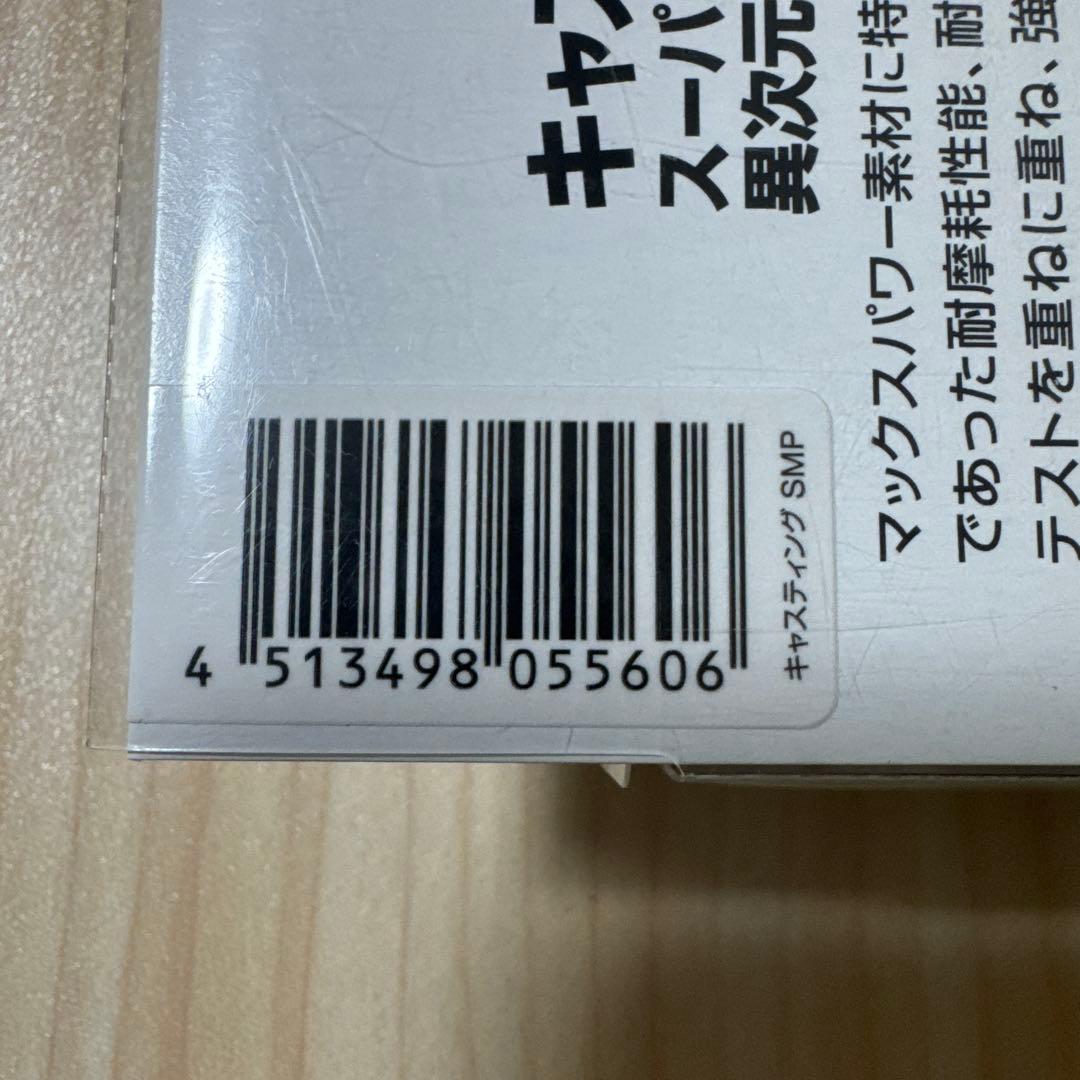 キャス
スーパ
異次元
マックスパワー素材に特
であった耐摩耗性能、耐
テストを重ねに重ね、強
キャスティング SMP
4 513498 055606